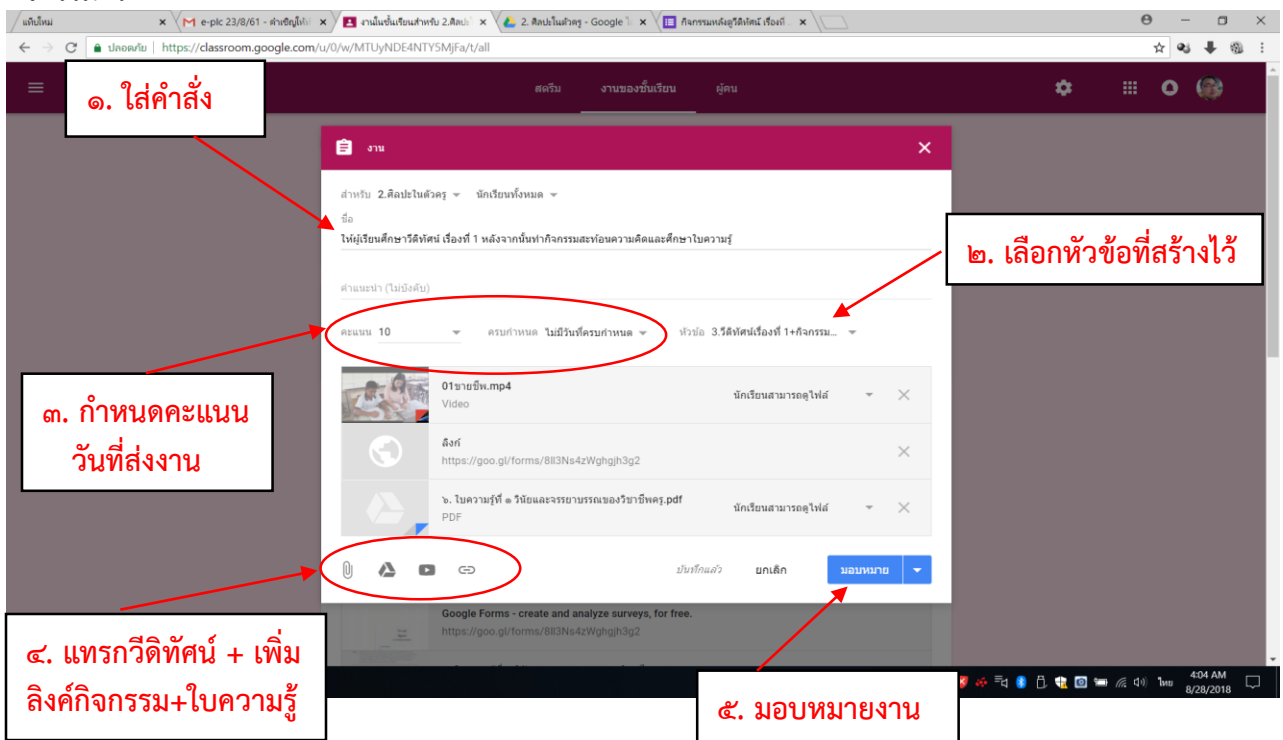 แท็บใหม่
e-plc 23/8/61 - คำเชิญให้เ
งานในชั้นเรียนสำหรับ 2.ศิลปะใ
2. ศิลปะในตัวครู - Google ไ
กิจกรรมหลังดูวีดิทัศน์ เรื่องที่ ...
ปลอดภัย | https://classroom.google.com/u/0/w/MTUyNDE4NTY5MjFa/t/all
๑. ใส่คำสั่ง
สตรีม งานของชั้นเรียน ผู้คน
งาน
สำหรับ 2.ศิลปะในตัวครู นักเรียนทั้งหมด
ชื่อ
ให้ผู้เรียนศึกษาวีดิทัศน์ เรื่องที่ 1 หลังจากนั้นทำกิจกรรมสะท้อนความคิดและศึกษาใบความรู้
๒. เลือกหัวข้อที่สร้างไว้
คำแนะนำ (ไม่บังคับ)
คะแนน 10 ครบกำหนด ไม่มีวันที่ครบกำหนด หัวข้อ 3.วีดิทัศน์เรื่องที่ 1+กิจกรรม...
๓. กำหนดคะแนน
วันที่ส่งงาน
01ขายชีพ.mp4
Video
นักเรียนสามารถดูไฟล์
ลิงก์
https://goo.gl/forms/8Il3Ns4zWghgjh3g2
๖. ใบความรู้ที่ ๑ วินัยและจรรยาบรรณของวิชาชีพครู.pdf
PDF
นักเรียนสามารถดูไฟล์
บันทึกแล้ว ยกเลิก มอบหมาย
Google Forms - create and analyze surveys, for free.
https://goo.gl/forms/8Il3Ns4zWghgjh3g2
๔. แทรกวีดิทัศน์ + เพิ่ม
ลิงค์กิจกรรม+ใบความรู้
๕. มอบหมายงาน
ไทย
4:04 AM
8/28/2018